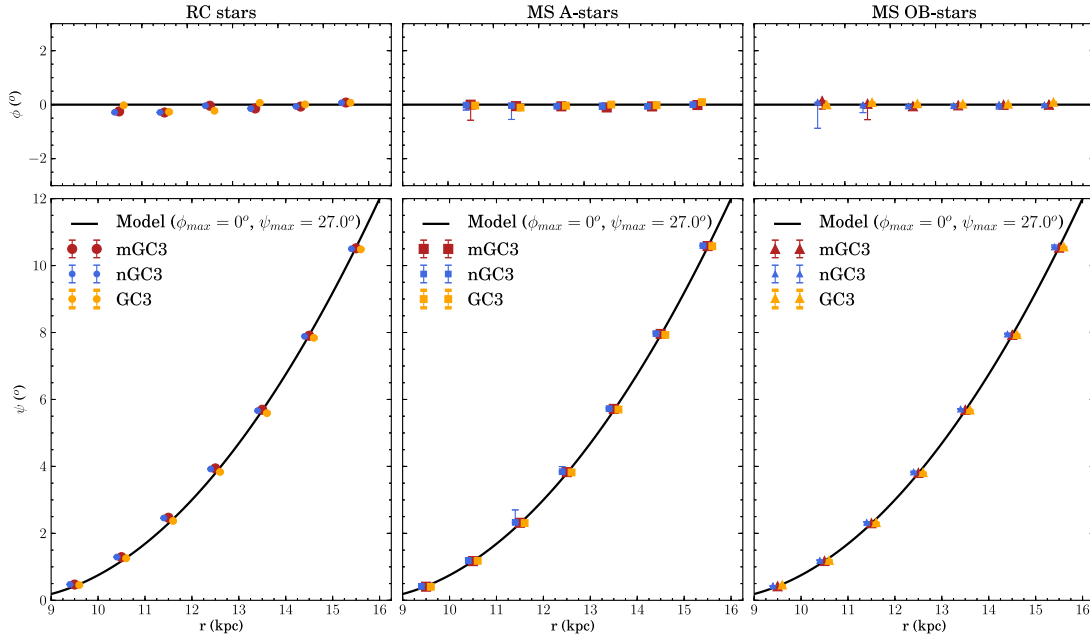 RC stars MS A-stars MS OB-stars
ϕ (°)
2
0
−2
ψ (°)
12
10
8
6
4
2
0
Model (ϕmax = 0°, ψmax = 27.0°)
mGC3
nGC3
GC3
Model (ϕmax = 0°, ψmax = 27.0°)
mGC3
nGC3
GC3
Model (ϕmax = 0°, ψmax = 27.0°)
mGC3
nGC3
GC3
9 10 11 12 13 14 15 16
9 10 11 12 13 14 15 16
9 10 11 12 13 14 15 16
r (kpc) r (kpc) r (kpc)